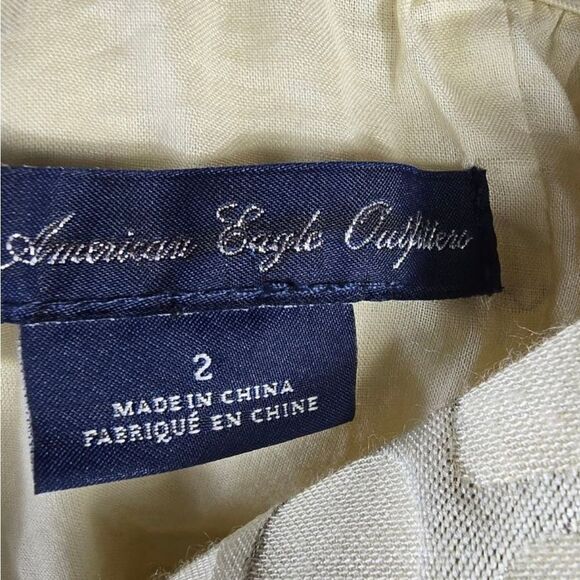 American Eagle Outfitters
2
MADE IN CHINA
FABRIQUÉ EN CHINE